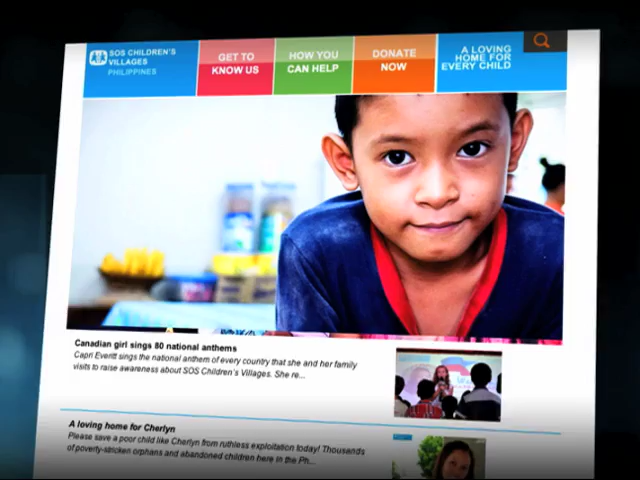 SOS CHILDREN'S
VILLAGES
PHILIPPINES
GET TO
KNOW US
HOW YOU
CAN HELP
DONATE
NOW
A LOVING
HOME FOR
EVERY CHILD
Canadian girl sings 80 national anthems
Capri Everitt sings the national anthem of every country that she and her family
visits to raise awareness about SOS Children's Villages. She re...
A loving home for Cherlyn
Please save a poor child like Cherlyn from ruthless exploitation today! Thousands
of poverty-stricken orphans and abandoned children here in the Ph...